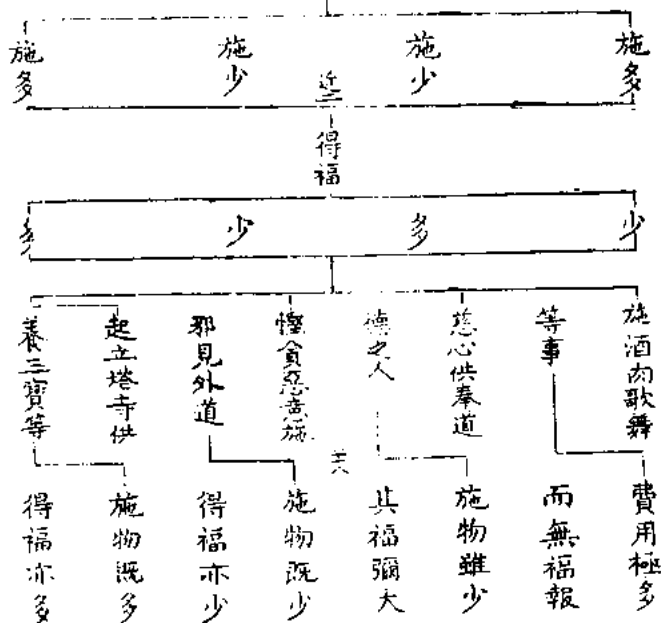 施多
施少
施少
施多
得福
少
多
少
多
施酒肉歌舞
等事
費用極多
而無福報
慈心供奉道
德之人
施物雖少
其福彌大
慳貪惡意施
邪見外道
施物既少
得福亦少
起立塔寺供
養三寶等
施物既多
得福亦多